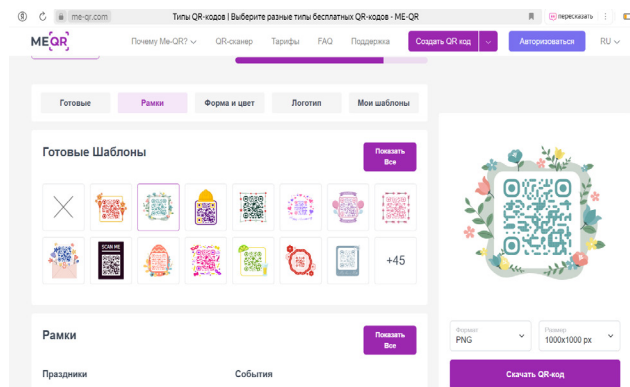 me-qr.com
Типы QR-кодов | Выберите разные типы бесплатных QR-кодов - ME-QR
пересказать
ME QR
Почему Me-QR?
QR-сканер
Тарифы
FAQ
Поддержка
Создать QR код
Авторизоваться
RU
Готовые
Рамки
Форма и цвет
Логотип
Мои шаблоны
Готовые Шаблоны
Показать
Все
SCAN ME
+45
Рамки
Показать
Все
Праздники
События
Формат
PNG
Размер
1000x1000 px
Скачать QR-код